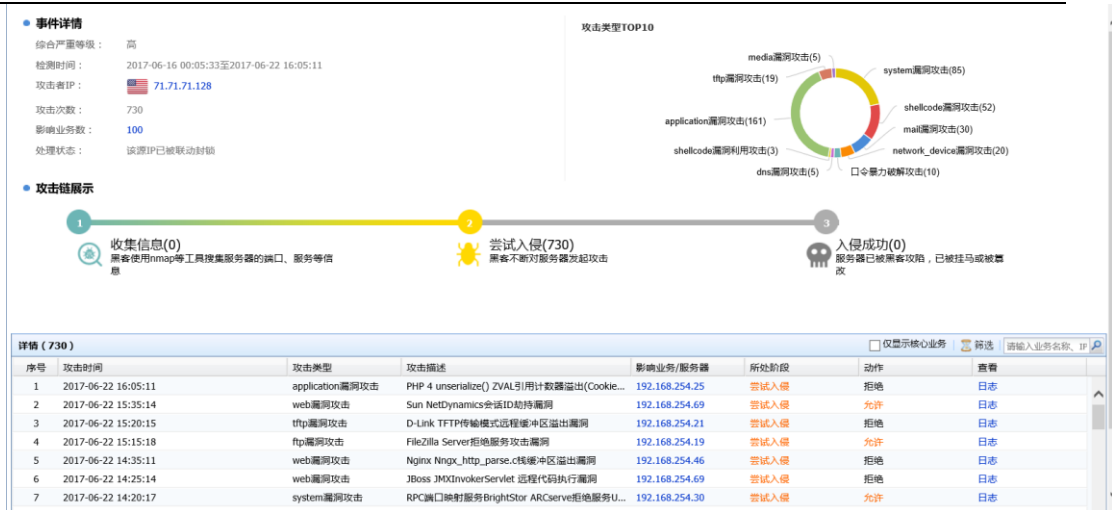 事件详情
综合严重等级： 高
检测时间： 2017-06-16 00:05:33至2017-06-22 16:05:11
攻击者IP： 71.71.71.128
攻击次数： 730
影响业务数： 100
处理状态： 该源IP已被联动封锁
攻击类型TOP10
media漏洞攻击(5)
system漏洞攻击(85)
tftp漏洞攻击(19)
shellcode漏洞攻击(52)
application漏洞攻击(161)
mail漏洞攻击(30)
shellcode漏洞利用攻击(3)
network_device漏洞攻击(20)
dns漏洞攻击(5)
口令暴力破解攻击(10)
攻击链展示
1
2
3
收集信息(0)
黑客使用nmap等工具搜集服务器的端口、服务等信
息
尝试入侵(730)
黑客不断对服务器发起攻击
入侵成功(0)
服务器已被黑客攻陷，已被挂马或被篡
改
详情（730） 仅显示核心业务 筛选 请输入业务名称、IP
序号 攻击时间 攻击类型 攻击描述 影响业务/服务器 所处阶段 动作 查看
1 2017-06-22 16:05:11 application漏洞攻击 PHP 4 unserialize() ZVAL引用计数器溢出(Cookie... 192.168.254.25 尝试入侵 拒绝 日志
2 2017-06-22 15:35:14 web漏洞攻击 Sun NetDynamics会话ID劫持漏洞 192.168.254.69 尝试入侵 允许 日志
3 2017-06-22 15:20:15 tftp漏洞攻击 D-Link TFTP传输模式远程缓冲区溢出漏洞 192.168.254.21 尝试入侵 拒绝 日志
4 2017-06-22 15:15:18 ftp漏洞攻击 FileZilla Server拒绝服务攻击漏洞 192.168.254.19 尝试入侵 允许 日志
5 2017-06-22 14:35:11 web漏洞攻击 Nginx Nngx_http_parse.c栈缓冲区溢出漏洞 192.168.254.46 尝试入侵 拒绝 日志
6 2017-06-22 14:25:14 web漏洞攻击 JBoss JMXInvokerServlet 远程代码执行漏洞 192.168.254.69 尝试入侵 拒绝 日志
7 2017-06-22 14:20:17 system漏洞攻击 RPC端口映射服务BrightStor ARCserve拒绝服务U... 192.168.254.30 尝试入侵 允许 日志